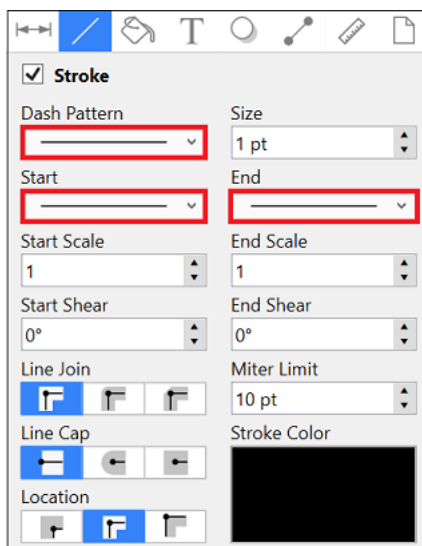 T
Stroke
Dash Pattern Size
1 pt
Start End
Start Scale End Scale
1 1
Start Shear End Shear
0° 0°
Line Join Miter Limit
10 pt
Line Cap Stroke Color
Location